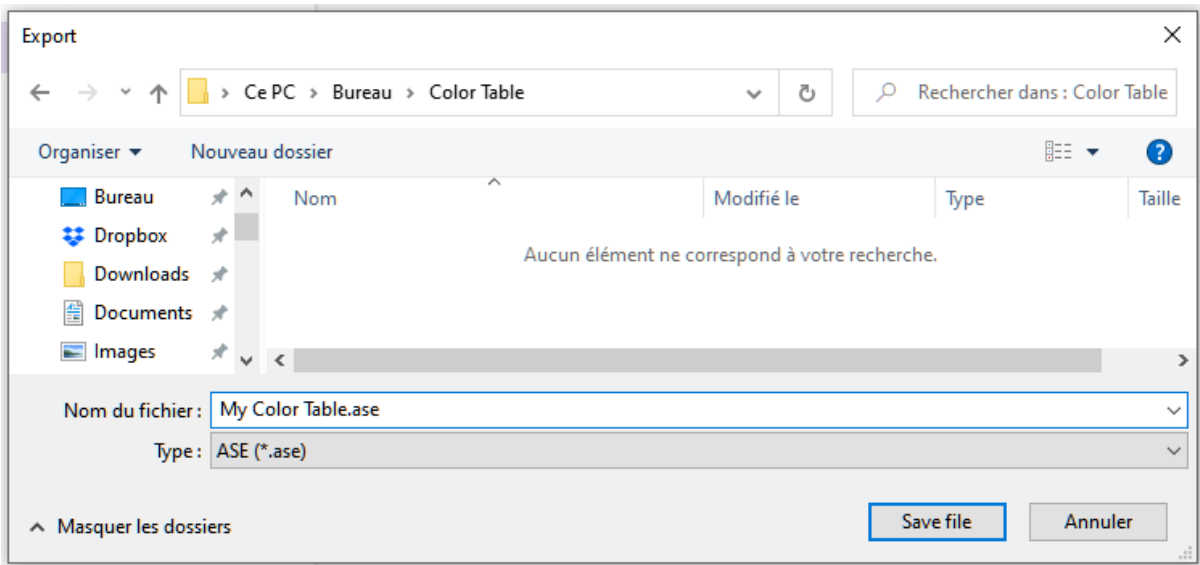 Export
Ce PC > Bureau > Color Table
Rechercher dans : Color Table
Organiser
Nouveau dossier
?
Nom
Modifié le
Type
Taille
Bureau
Dropbox
Downloads
Documents
Images
Aucun élément ne correspond à votre recherche.
Nom du fichier : My Color Table.ase
Type : ASE (*.ase)
Masquer les dossiers
Save file
Annuler